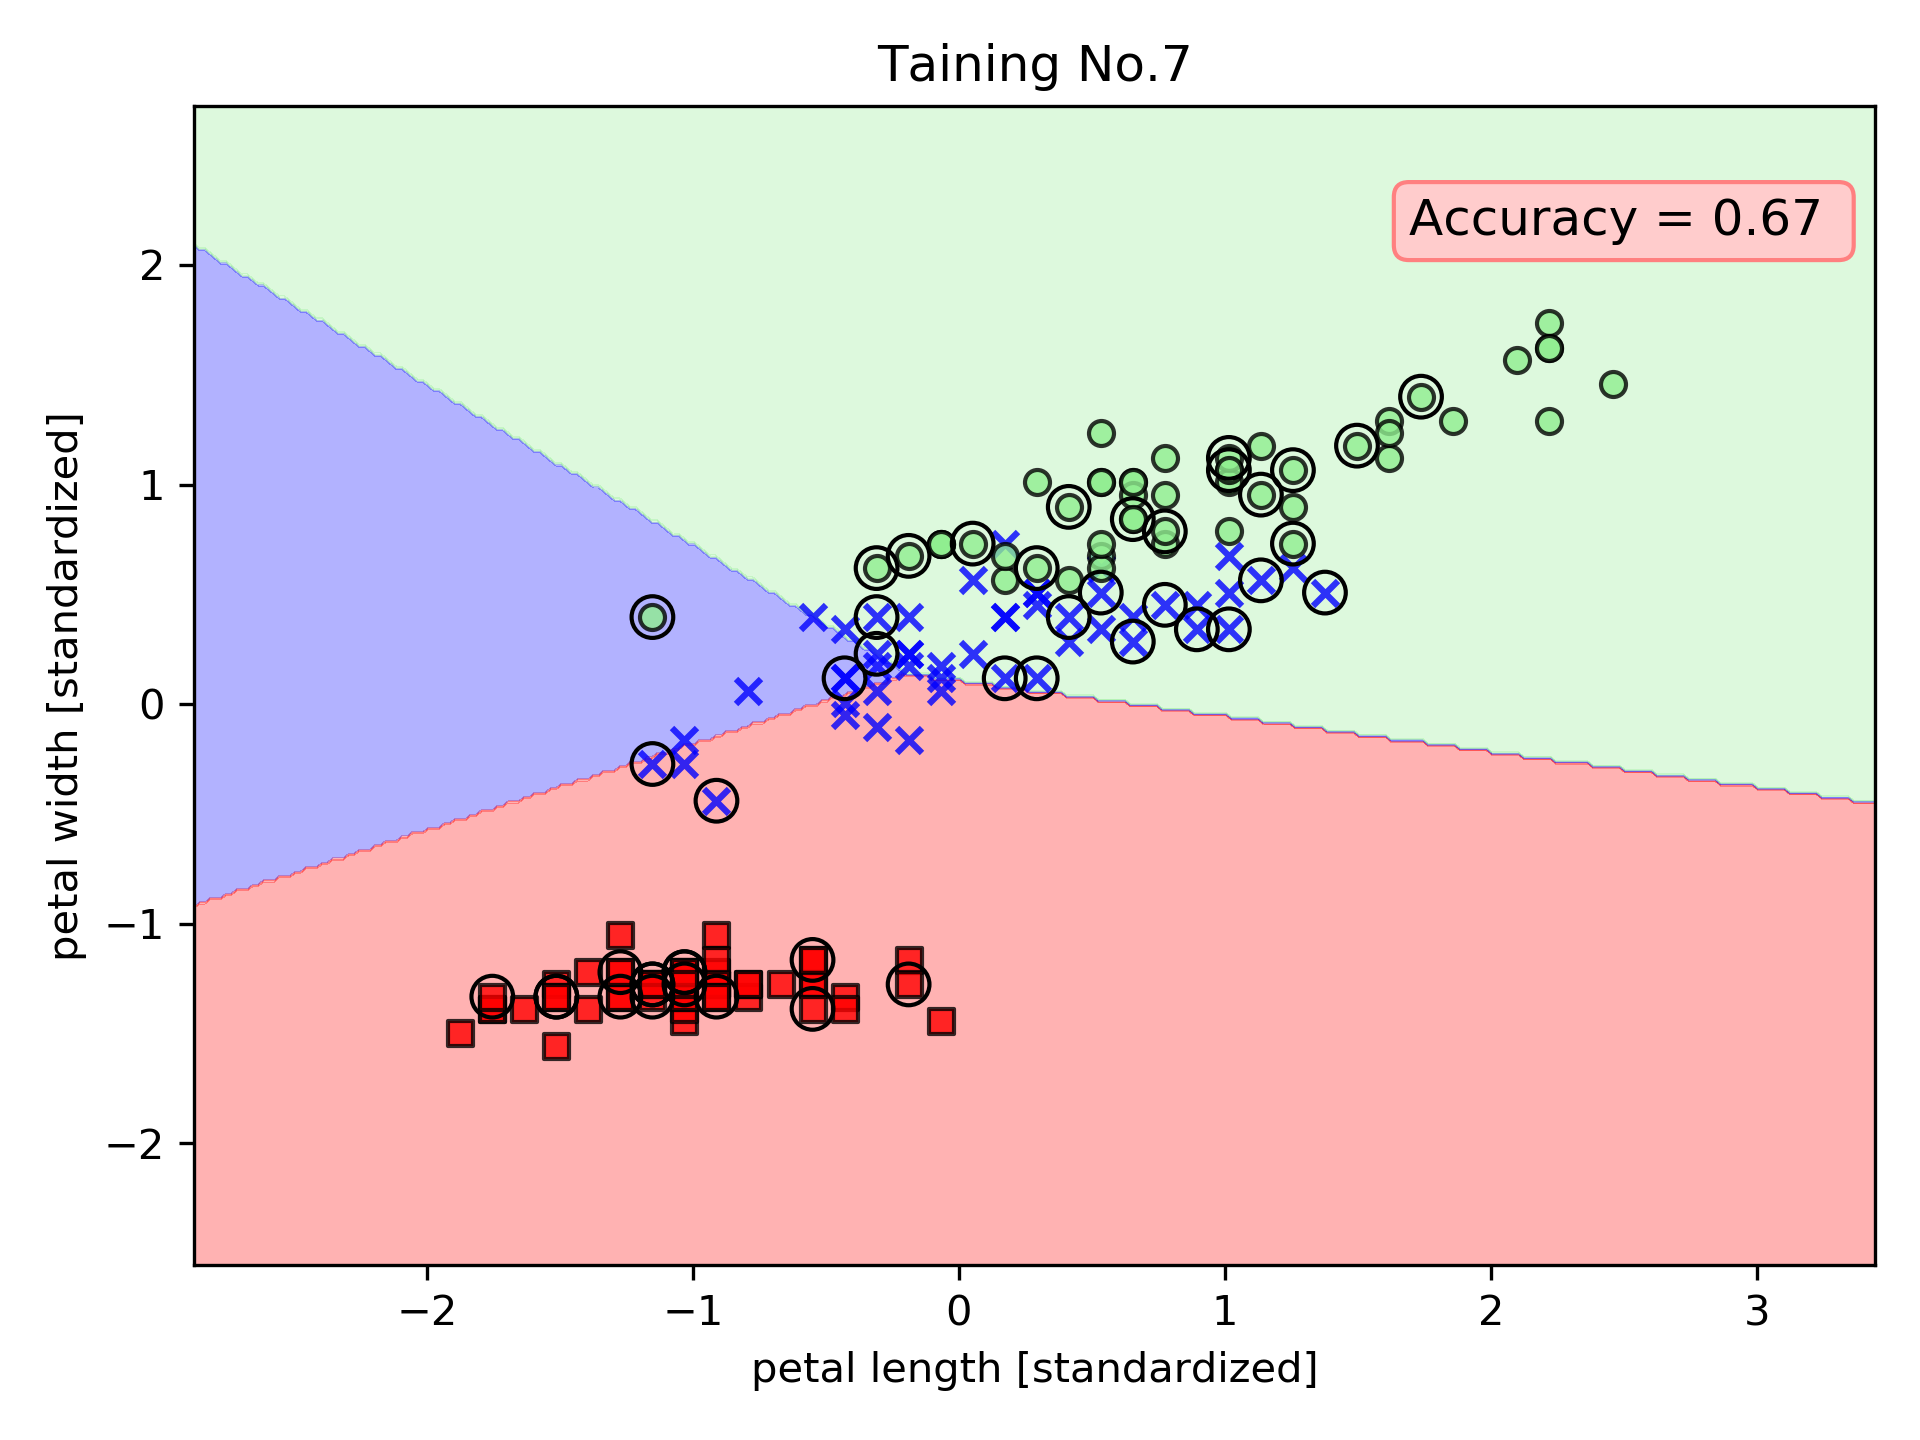 Taining No.7
Accuracy = 0.67
2
1
0
−1
−2
petal width [standardized]
−2 −1 0 1 2 3
petal length [standardized]